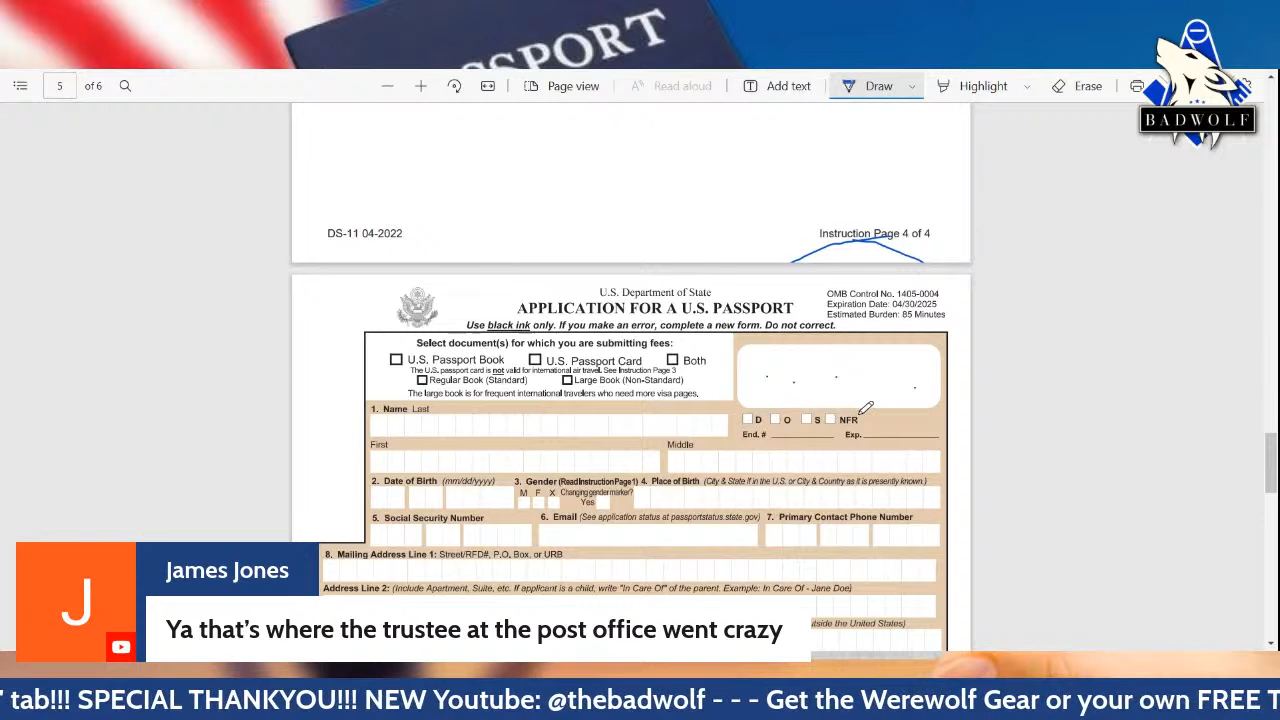 PASSPORT
5 of 6
Page view
Read aloud
Add text
Draw
Highlight
Erase
BADWOLF
DS-11 04-2022
Instruction Page 4 of 4
U.S. Department of State
APPLICATION FOR A U.S. PASSPORT
Use black ink only. If you make an error, complete a new form. Do not correct.
OMB Control No. 1405-0004
Expiration Date: 04/30/2025
Estimated Burden: 85 Minutes
Select document(s) for which you are submitting fees:
U.S. Passport Book U.S. Passport Card Both
The U.S. passport card is not valid for international air travel. See Instruction Page 3
Regular Book (Standard) Large Book (Non-Standard)
The large book is for frequent international travelers who need more visa pages.
D O S NFR
End. # Exp.
1. Name Last
First Middle
2. Date of Birth (mm/dd/yyyy) 3. Gender (Read Instruction Page 1) 4. Place of Birth (City & State if in the U.S. or City & Country as it is presently known.)
M F X Changing gender marker?
Yes
5. Social Security Number 6. Email (See application status at passportstatus.state.gov) 7. Primary Contact Phone Number
8. Mailing Address Line 1: Street/RFD#, P.O. Box, or URB
Address Line 2: (Include Apartment, Suite, etc. If applicant is a child, write "In Care Of" of the parent. Example: In Care Of - Jane Doe)
the United States)
J
James Jones
Ya that's where the trustee at the post office went crazy
' tab!!! SPECIAL THANKYOU!!! NEW Youtube: @thebadwolf - - - Get the Werewolf Gear or your own FREE T